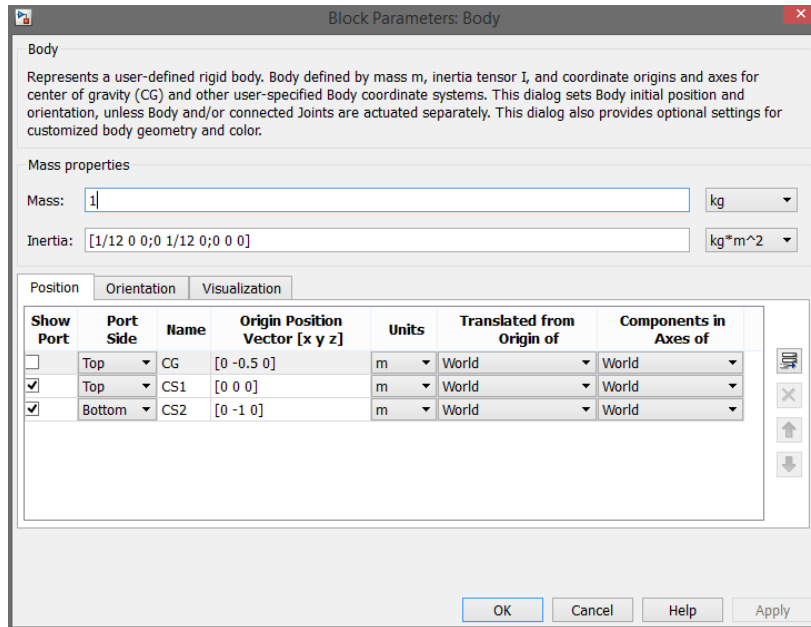 Block Parameters: Body
Body
Represents a user-defined rigid body. Body defined by mass m, inertia tensor I, and coordinate origins and axes for
center of gravity (CG) and other user-specified Body coordinate systems. This dialog sets Body initial position and
orientation, unless Body and/or connected Joints are actuated separately. This dialog also provides optional settings for
customized body geometry and color.
Mass properties
Mass: 1 kg
Inertia: [1/12 0 0;0 1/12 0;0 0 0] kg*m^2
Position Orientation Visualization
Show Port Port Side Name Origin Position Vector [x y z] Units Translated from Origin of Components in Axes of
Top CG [0 -0.5 0] m World World
Top CS1 [0 0 0] m World World
Bottom CS2 [0 -1 0] m World World
OK Cancel Help Apply